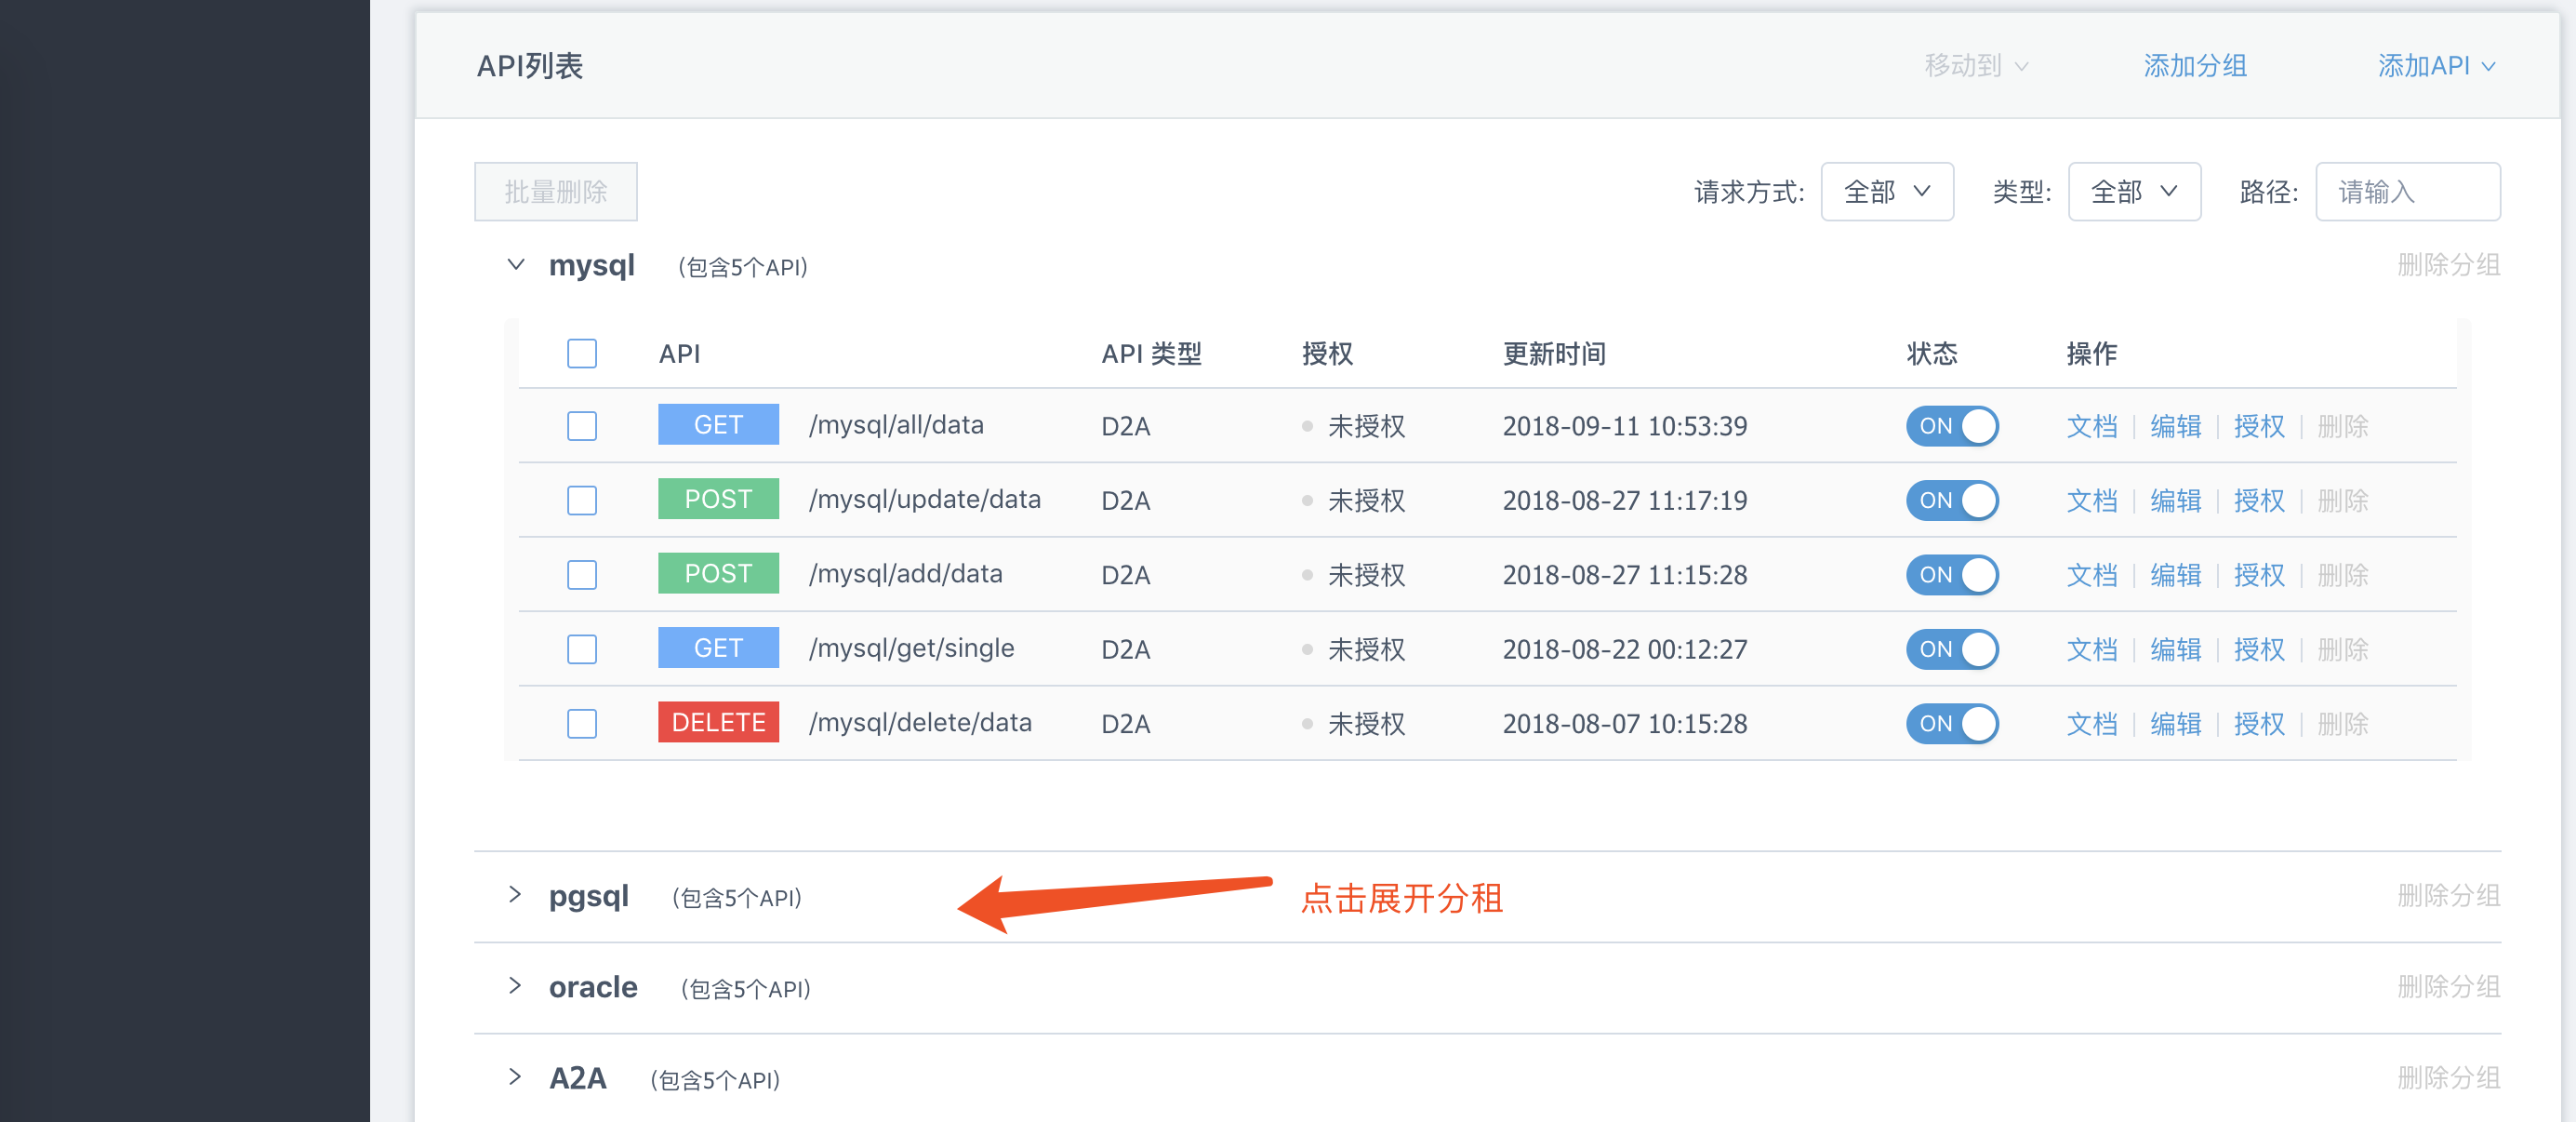 API列表 移动到 添加分组 添加API
批量删除 请求方式: 全部 类型: 全部 路径: 请输入
mysql (包含5个API) 删除分组
API API 类型 授权 更新时间 状态 操作
GET /mysql/all/data D2A 未授权 2018-09-11 10:53:39 ON 文档 编辑 授权 删除
POST /mysql/update/data D2A 未授权 2018-08-27 11:17:19 ON 文档 编辑 授权 删除
POST /mysql/add/data D2A 未授权 2018-08-27 11:15:28 ON 文档 编辑 授权 删除
GET /mysql/get/single D2A 未授权 2018-08-22 00:12:27 ON 文档 编辑 授权 删除
DELETE /mysql/delete/data D2A 未授权 2018-08-07 10:15:28 ON 文档 编辑 授权 删除
pgsql (包含5个API) 点击展开分租 删除分组
oracle (包含5个API) 删除分组
A2A (包含5个API) 删除分组